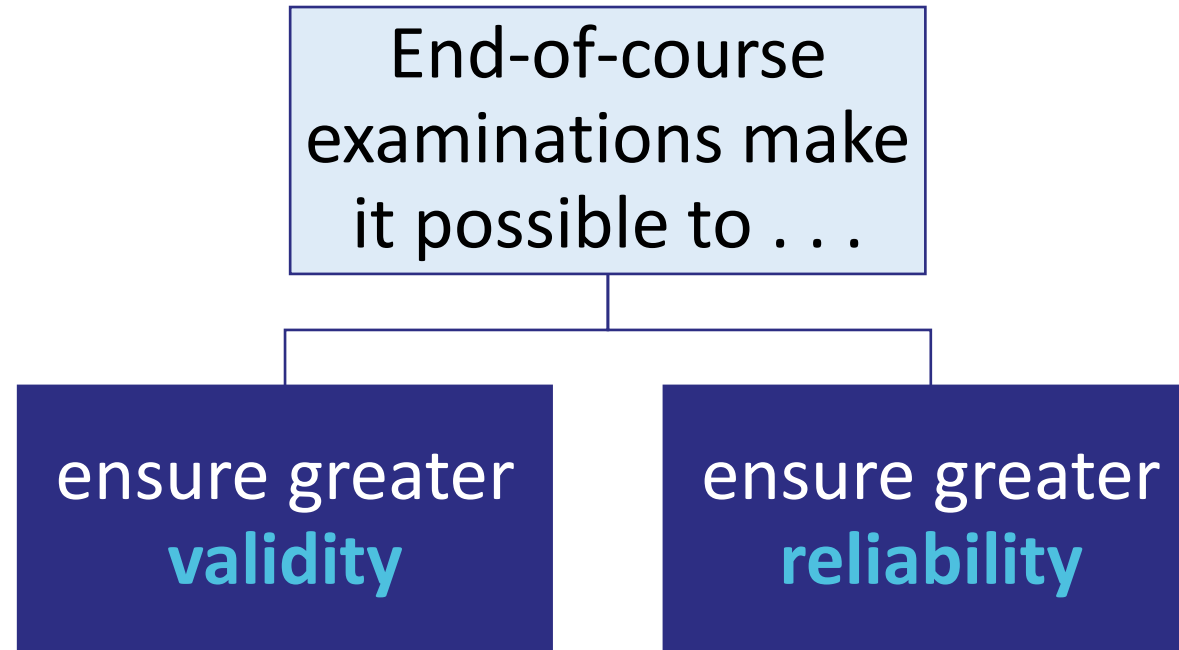 End-of-course
examinations make
it possible to . . .
ensure greater
validity
ensure greater
reliability